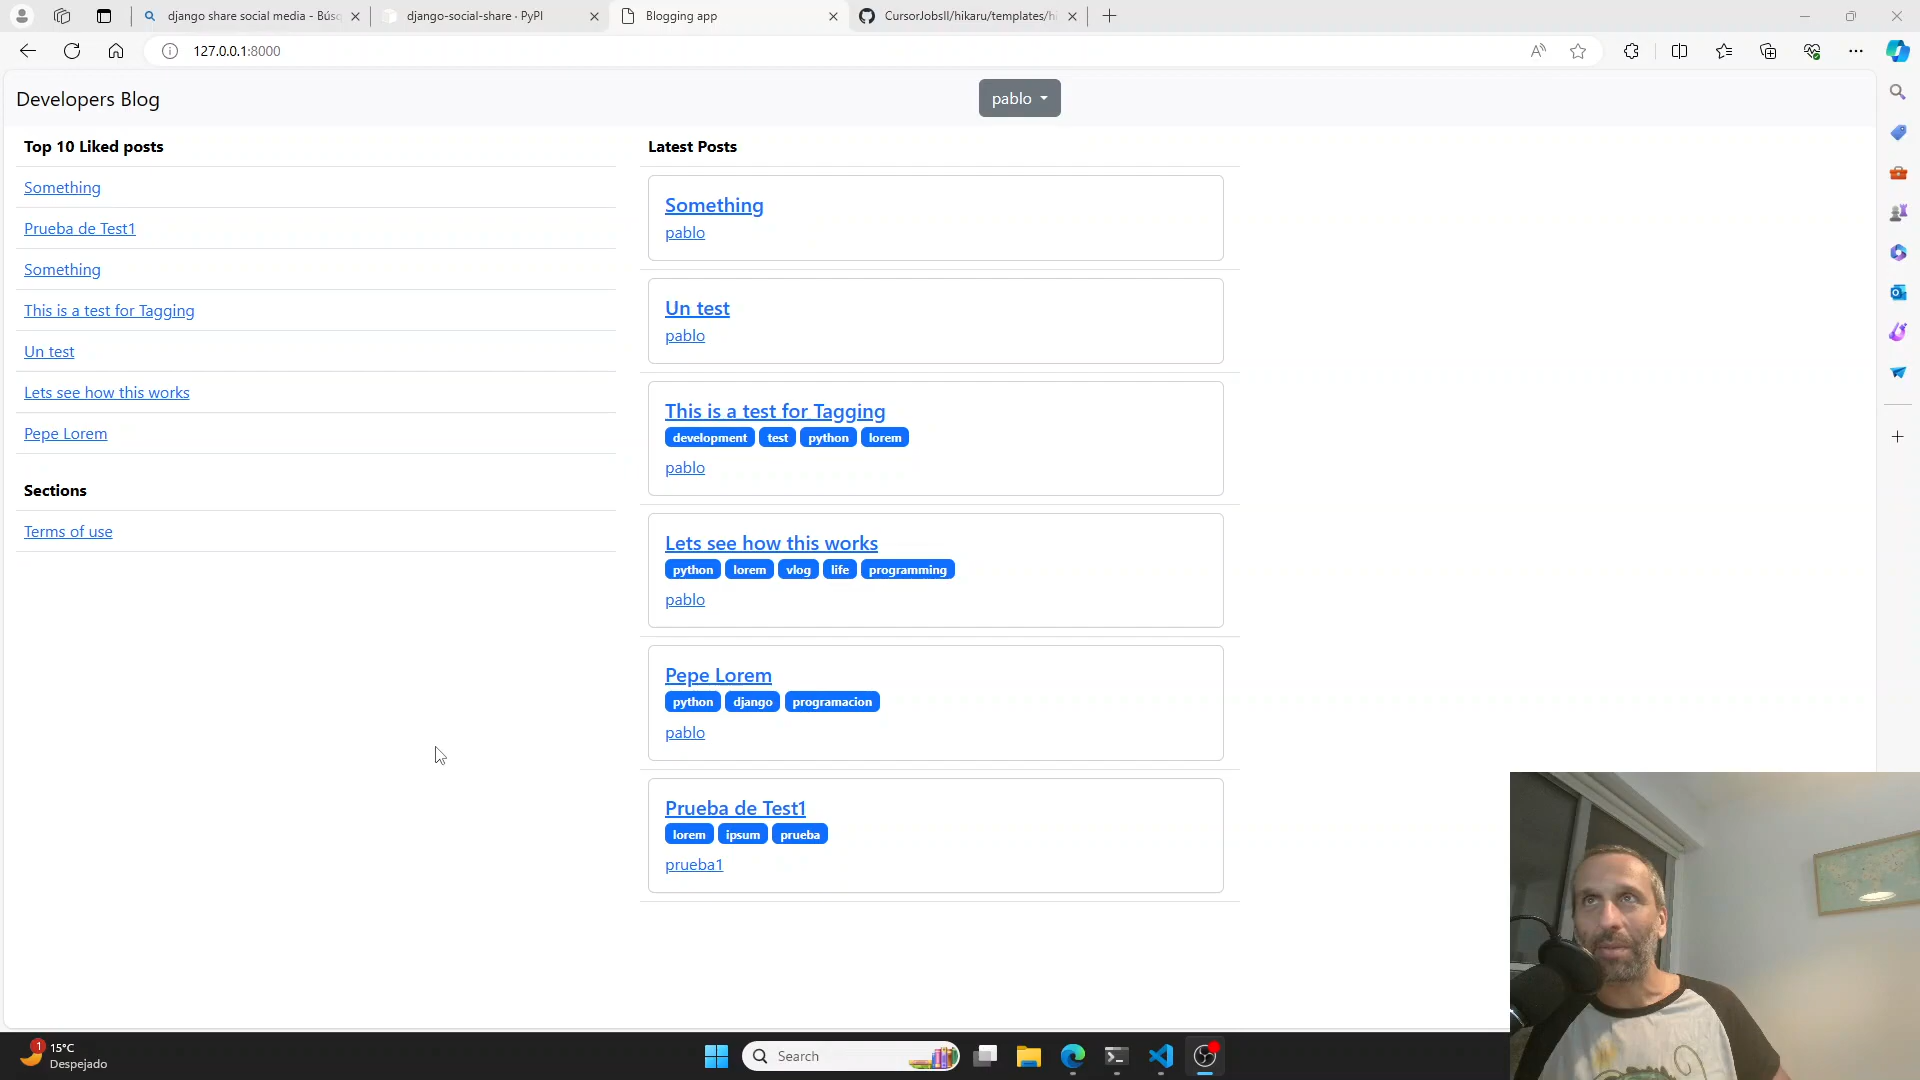 django share social media - Búsq
django-social-share · PyPI
Blogging app
CursorJobsII/hikaru/templates/hi
127.0.0.1:8000
Developers Blog
pablo
Top 10 Liked posts
Something
Prueba de Test1
Something
This is a test for Tagging
Un test
Lets see how this works
Pepe Lorem
Sections
Terms of use
Latest Posts
Something
pablo
Un test
pablo
This is a test for Tagging
development test python lorem
pablo
Lets see how this works
python lorem vlog life programming
pablo
Pepe Lorem
python django programacion
pablo
Prueba de Test1
lorem ipsum prueba
prueba1
1
15°C
Despejado
Search